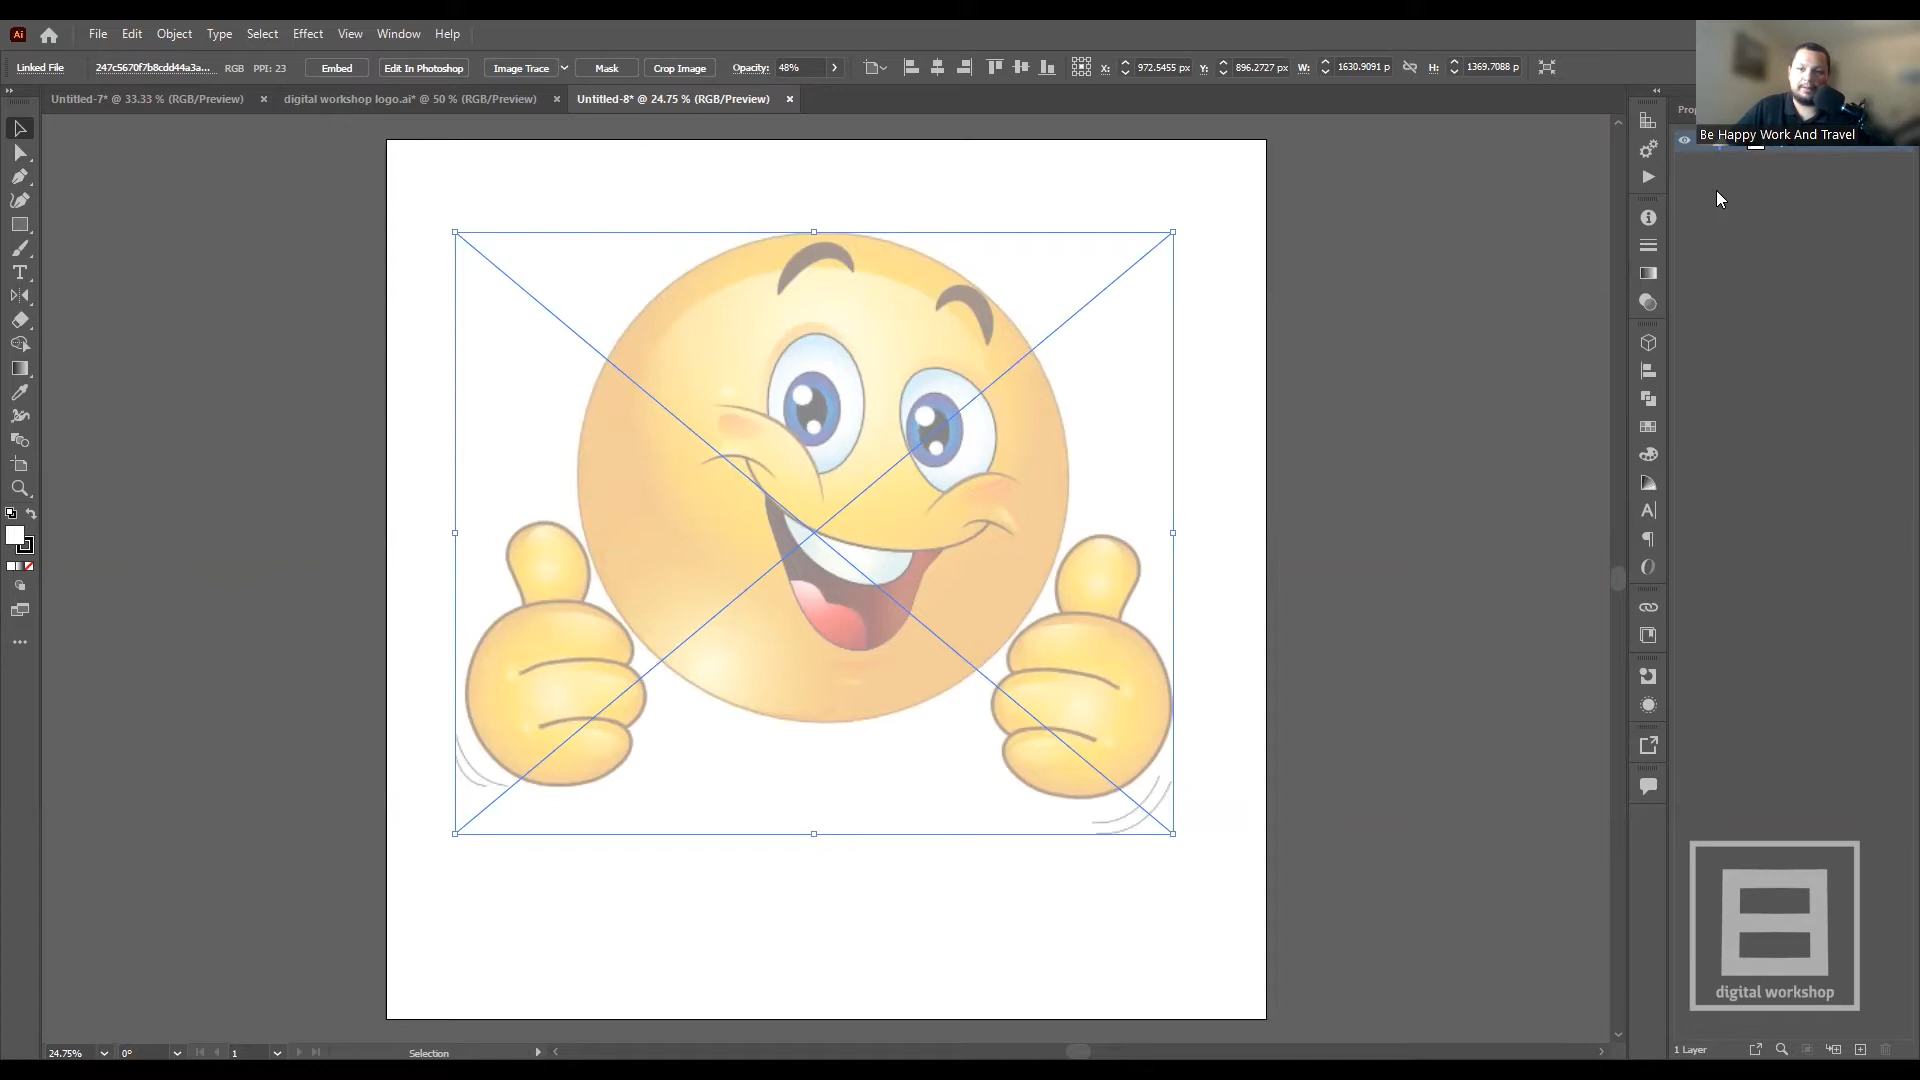 Ai File Edit Object Type Select Effect View Window Help
Linked File 247c5670f7b8cdd44a3a... RGB PPI: 23 Embed Edit In Photoshop Image Trace Mask Crop Image Opacity: 48% X: 972.5455 px Y: 896.2727 px W: 1630.9091 p H: 1369.7088 p
Untitled-7* @ 33.33 % (RGB/Preview) × digital workshop logo.ai* @ 50 % (RGB/Preview) × Untitled-8* @ 24.75 % (RGB/Preview) ×
Be Happy Work And Travel
digital workshop
24.75% 0° 1 Selection
1 Layer